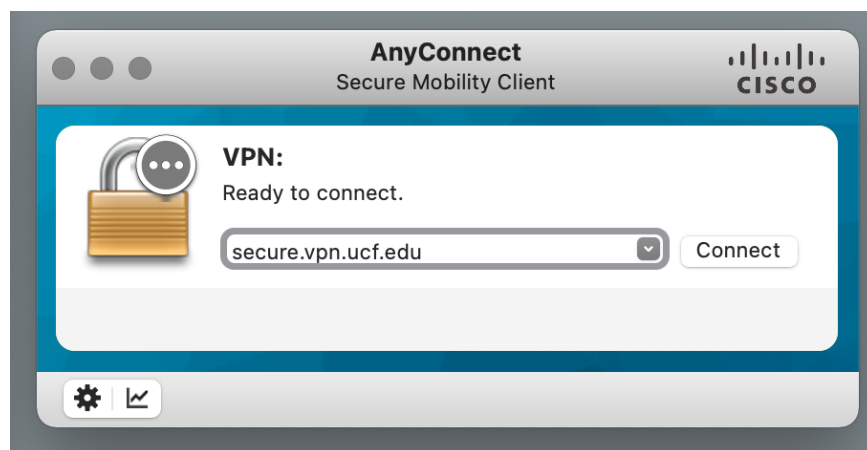 AnyConnect
Secure Mobility Client
CISCO
VPN:
Ready to connect.
secure.vpn.ucf.edu
Connect